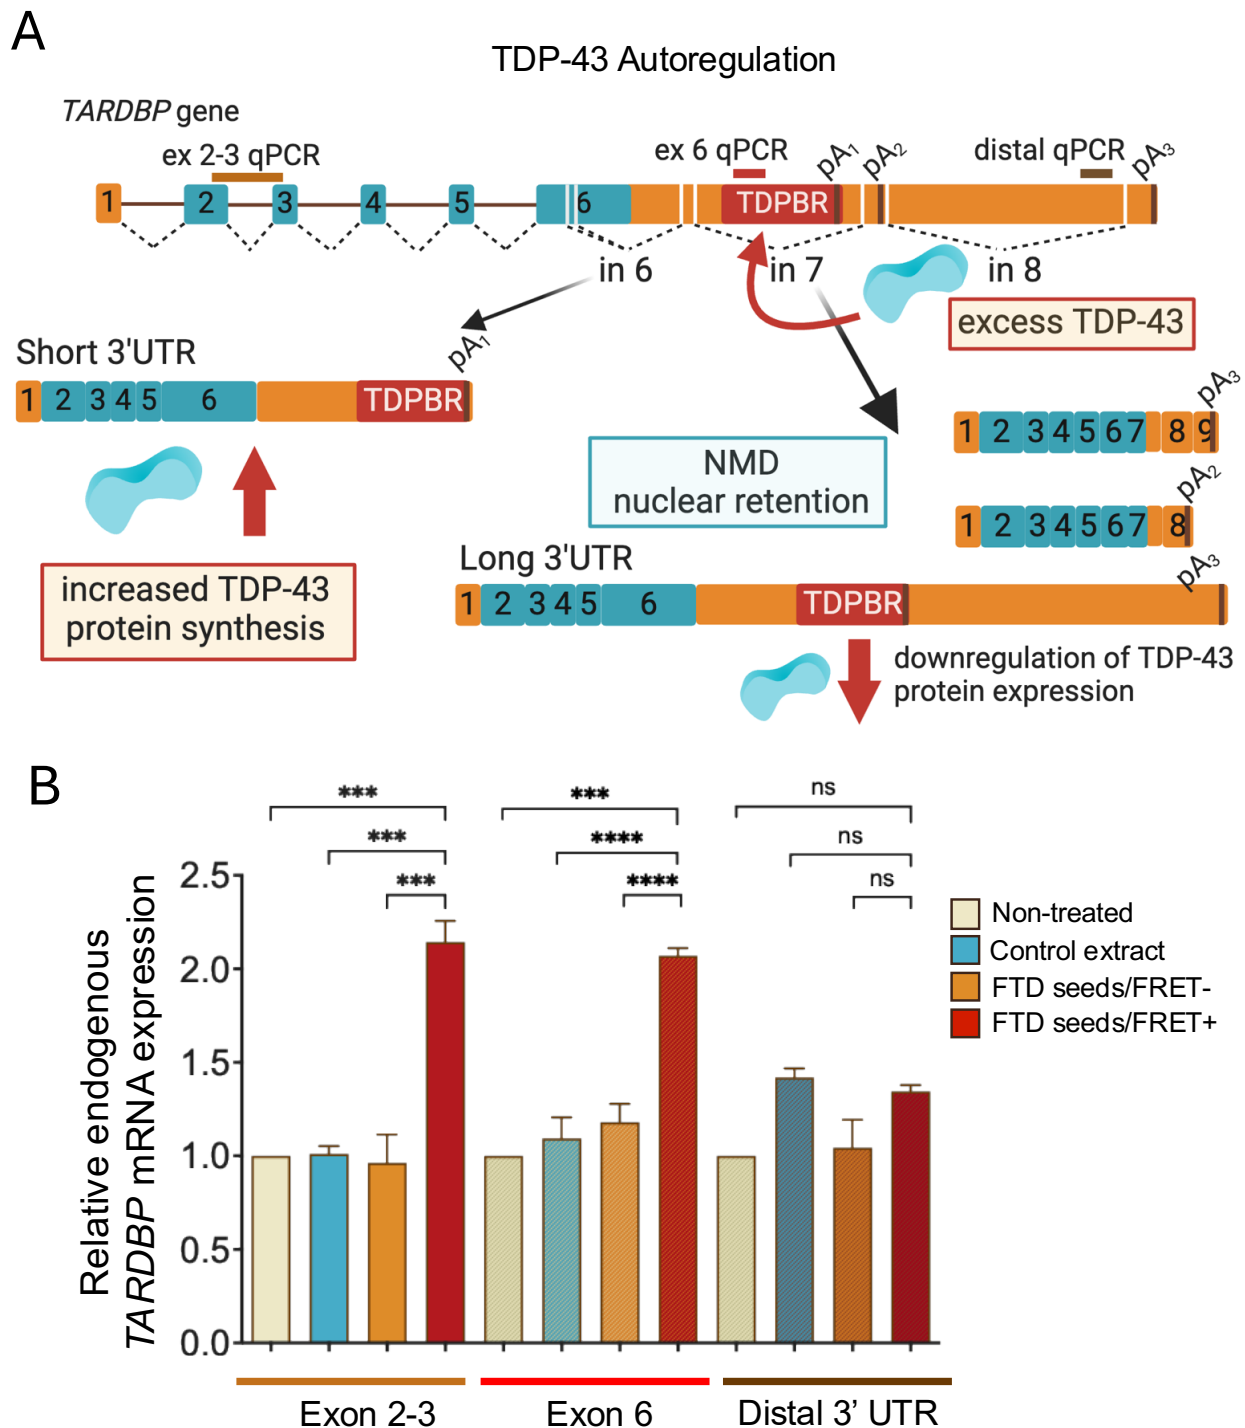 A
TDP-43 Autoregulation
TARDBP gene
ex 2-3 qPCR
ex 6 qPCR
pA1
pA2
distal qPCR
pA3
1
2
3
4
5
6
TDPBR
in 6
in 7
in 8
excess TDP-43
Short 3'UTR
pA1
1 2 3 4 5 6 TDPBR
pA3
1 2 3 4 5 6 7 8 9
NMD
nuclear retention
pA2
1 2 3 4 5 6 7 8
Long 3'UTR
pA3
1 2 3 4 5 6 TDPBR
increased TDP-43
protein synthesis
downregulation of TDP-43
protein expression
B
*** *** ns
*** **** ns
*** **** ns
2.5
2.0
1.5
1.0
0.5
0.0
Relative endogenous
TARDBP mRNA expression
Non-treated
Control extract
FTD seeds/FRET-
FTD seeds/FRET+
Exon 2-3
Exon 6
Distal 3’ UTR